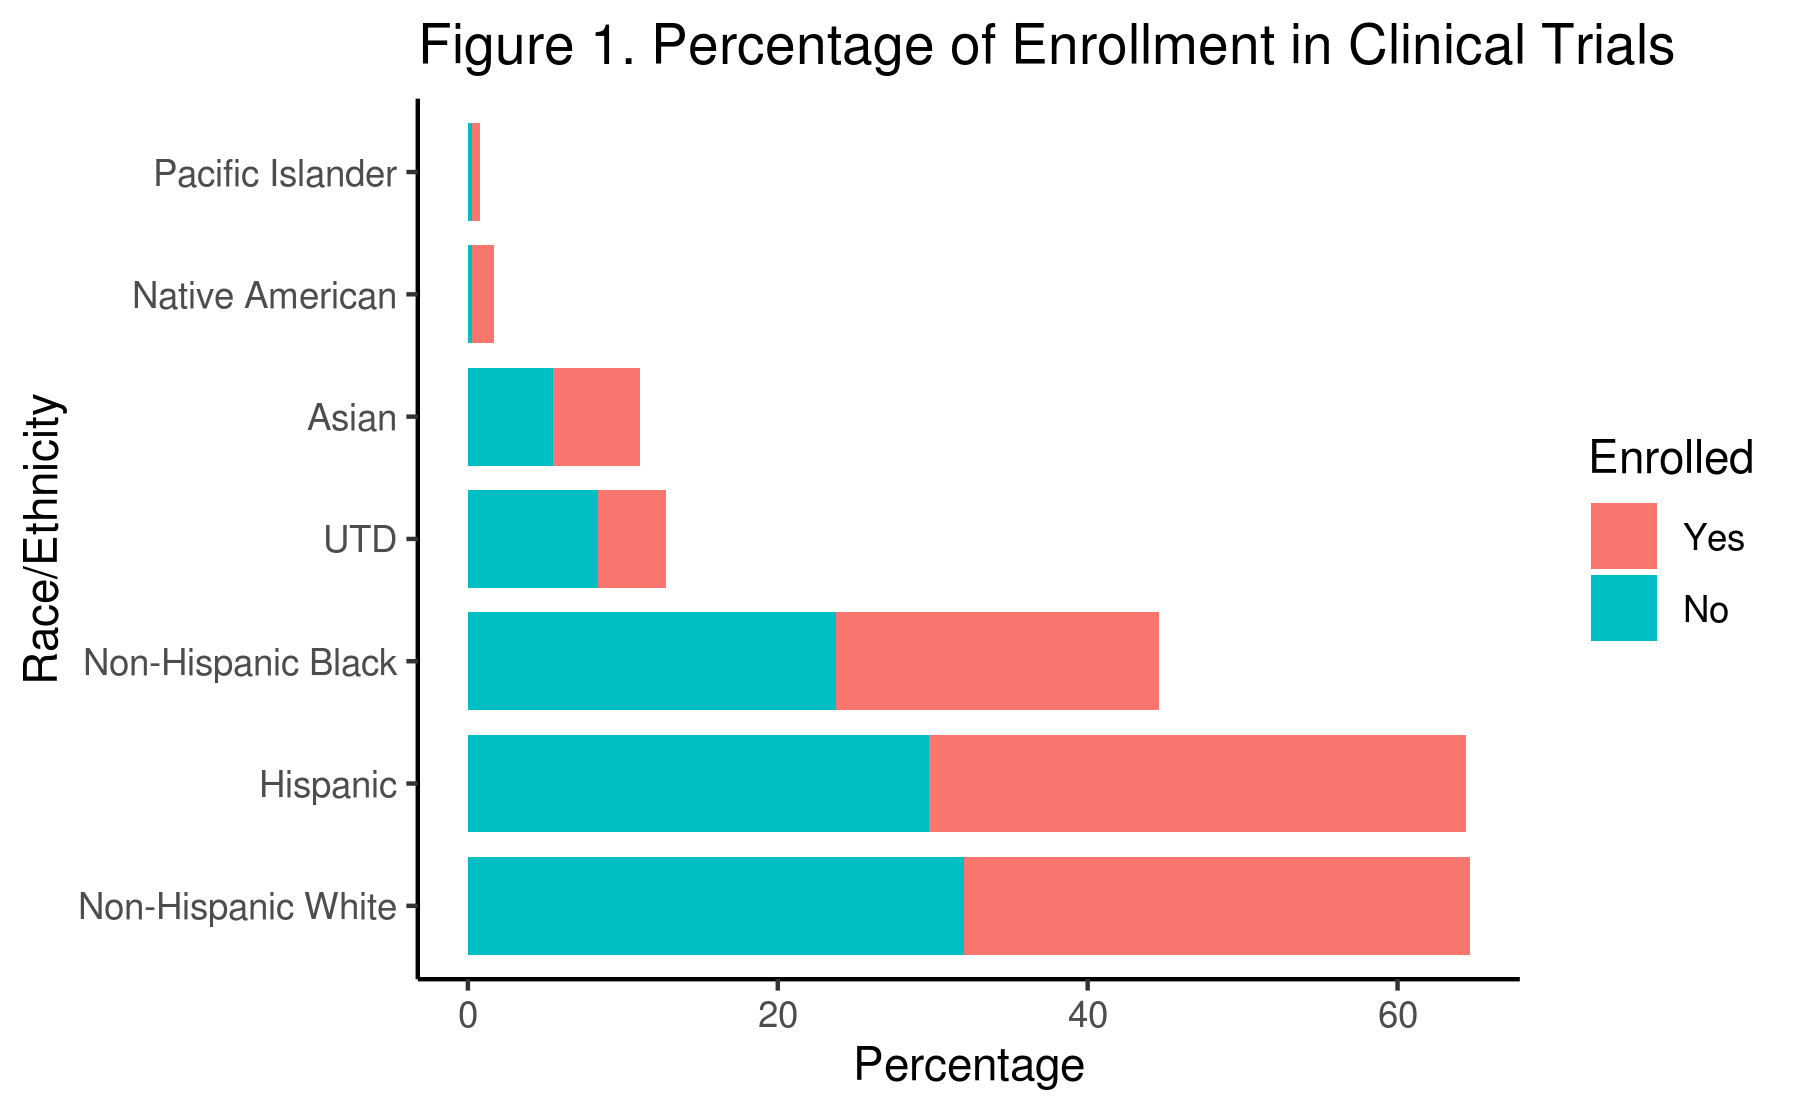 Figure 1. Percentage of Enrollment in Clinical Trials
Race/Ethnicity
Pacific Islander
Native American
Asian
UTD
Non-Hispanic Black
Hispanic
Non-Hispanic White
0 20 40 60
Percentage
Enrolled
Yes
No